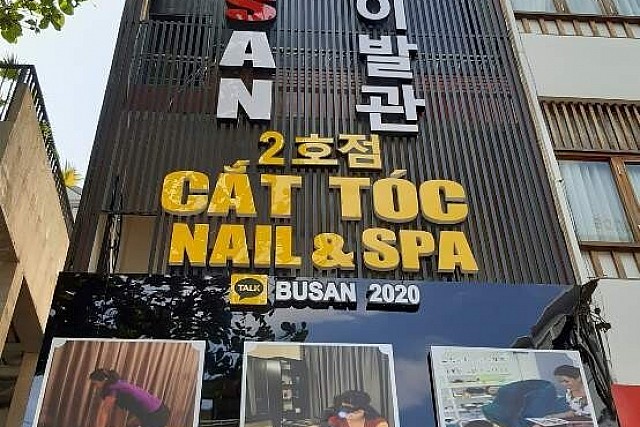 SAN
이발관
2호점
CẮT TÓC
NAIL & SPA
TALK BUSAN 2020